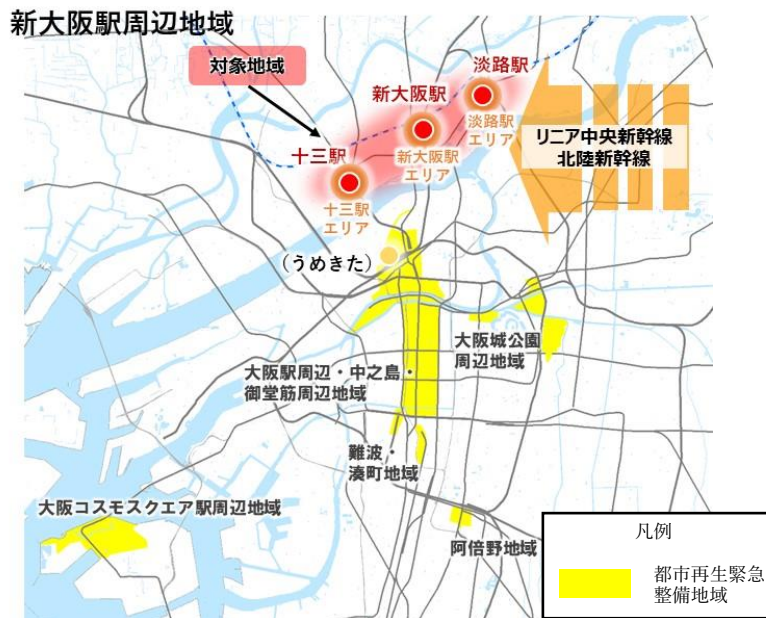 新大阪駅周辺地域
対象地域
淡路駅
新大阪駅
淡路駅
エリア
リニア中央新幹線
北陸新幹線
十三駅
新大阪駅
エリア
十三駅
エリア
（うめきた）
大阪城公園
周辺地域
大阪駅周辺・中之島・
御堂筋周辺地域
難波・
湊町地域
大阪コスモスクエア駅周辺地域
阿倍野地域
凡例
都市再生緊急
整備地域